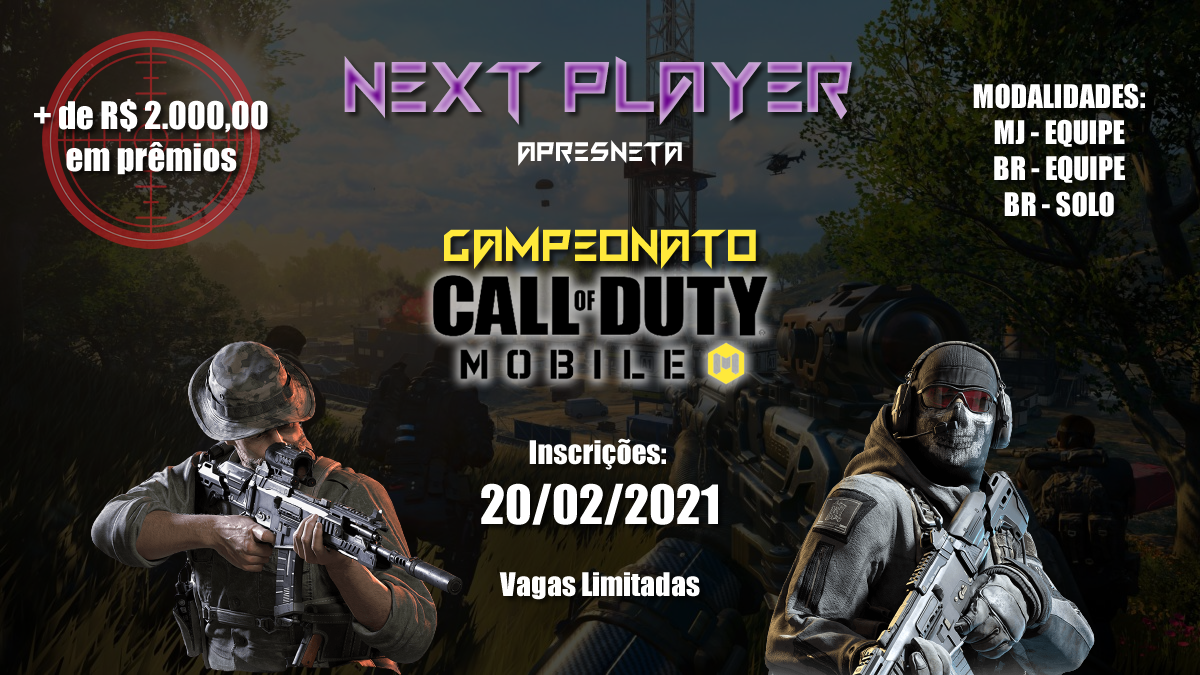 + de R$ 2.000,00
em prêmios
NEXT PLAYER
APRESNETA
MODALIDADES:
MJ - EQUIPE
BR - EQUIPE
BR - SOLO
CAMPEONATO
CALL OF DUTY
MOBILE
Inscrições:
20/02/2021
Vagas Limitadas